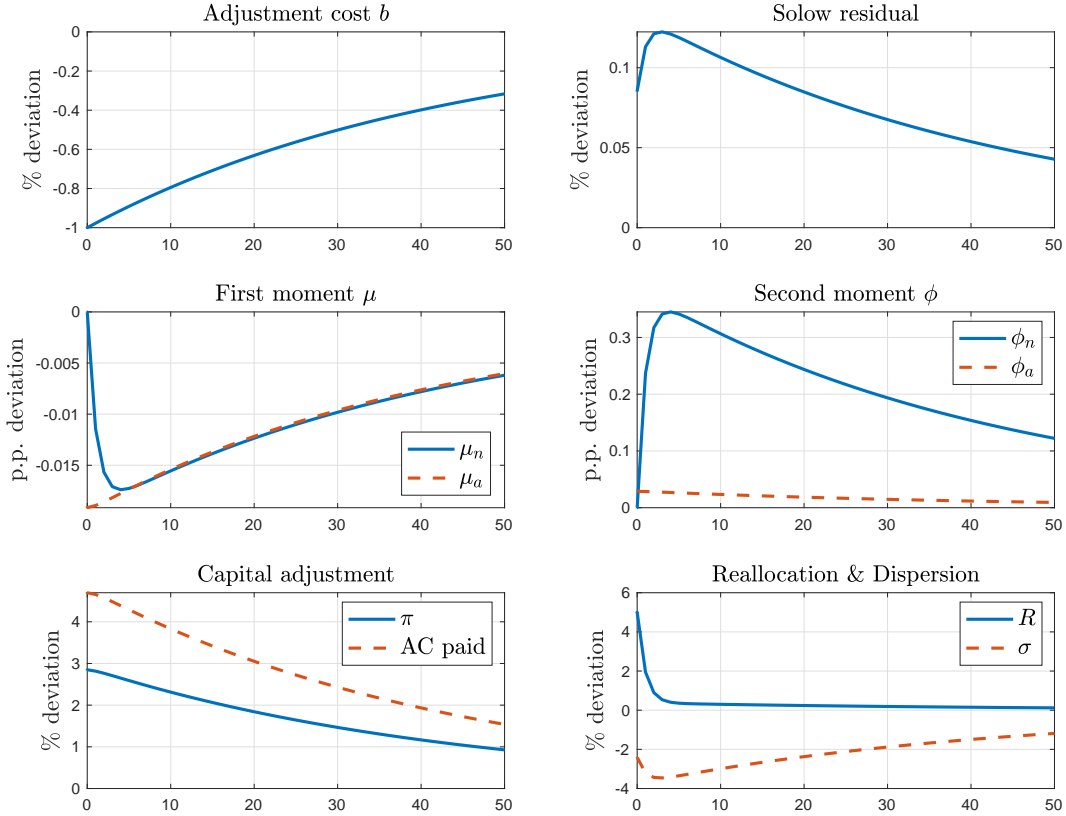 Adjustment cost b
% deviation
0
-0.2
-0.4
-0.6
-0.8
-1
0 10 20 30 40 50
Solow residual
% deviation
0.1
0.05
0
0 10 20 30 40 50
First moment μ
p.p. deviation
0
-0.005
-0.01
-0.015
μn
μa
0 10 20 30 40 50
Second moment ϕ
p.p. deviation
0.3
0.2
0.1
0
ϕn
ϕa
0 10 20 30 40 50
Capital adjustment
% deviation
4
3
2
1
0
π
AC paid
0 10 20 30 40 50
Reallocation & Dispersion
% deviation
6
4
2
0
-2
-4
R
σ
0 10 20 30 40 50